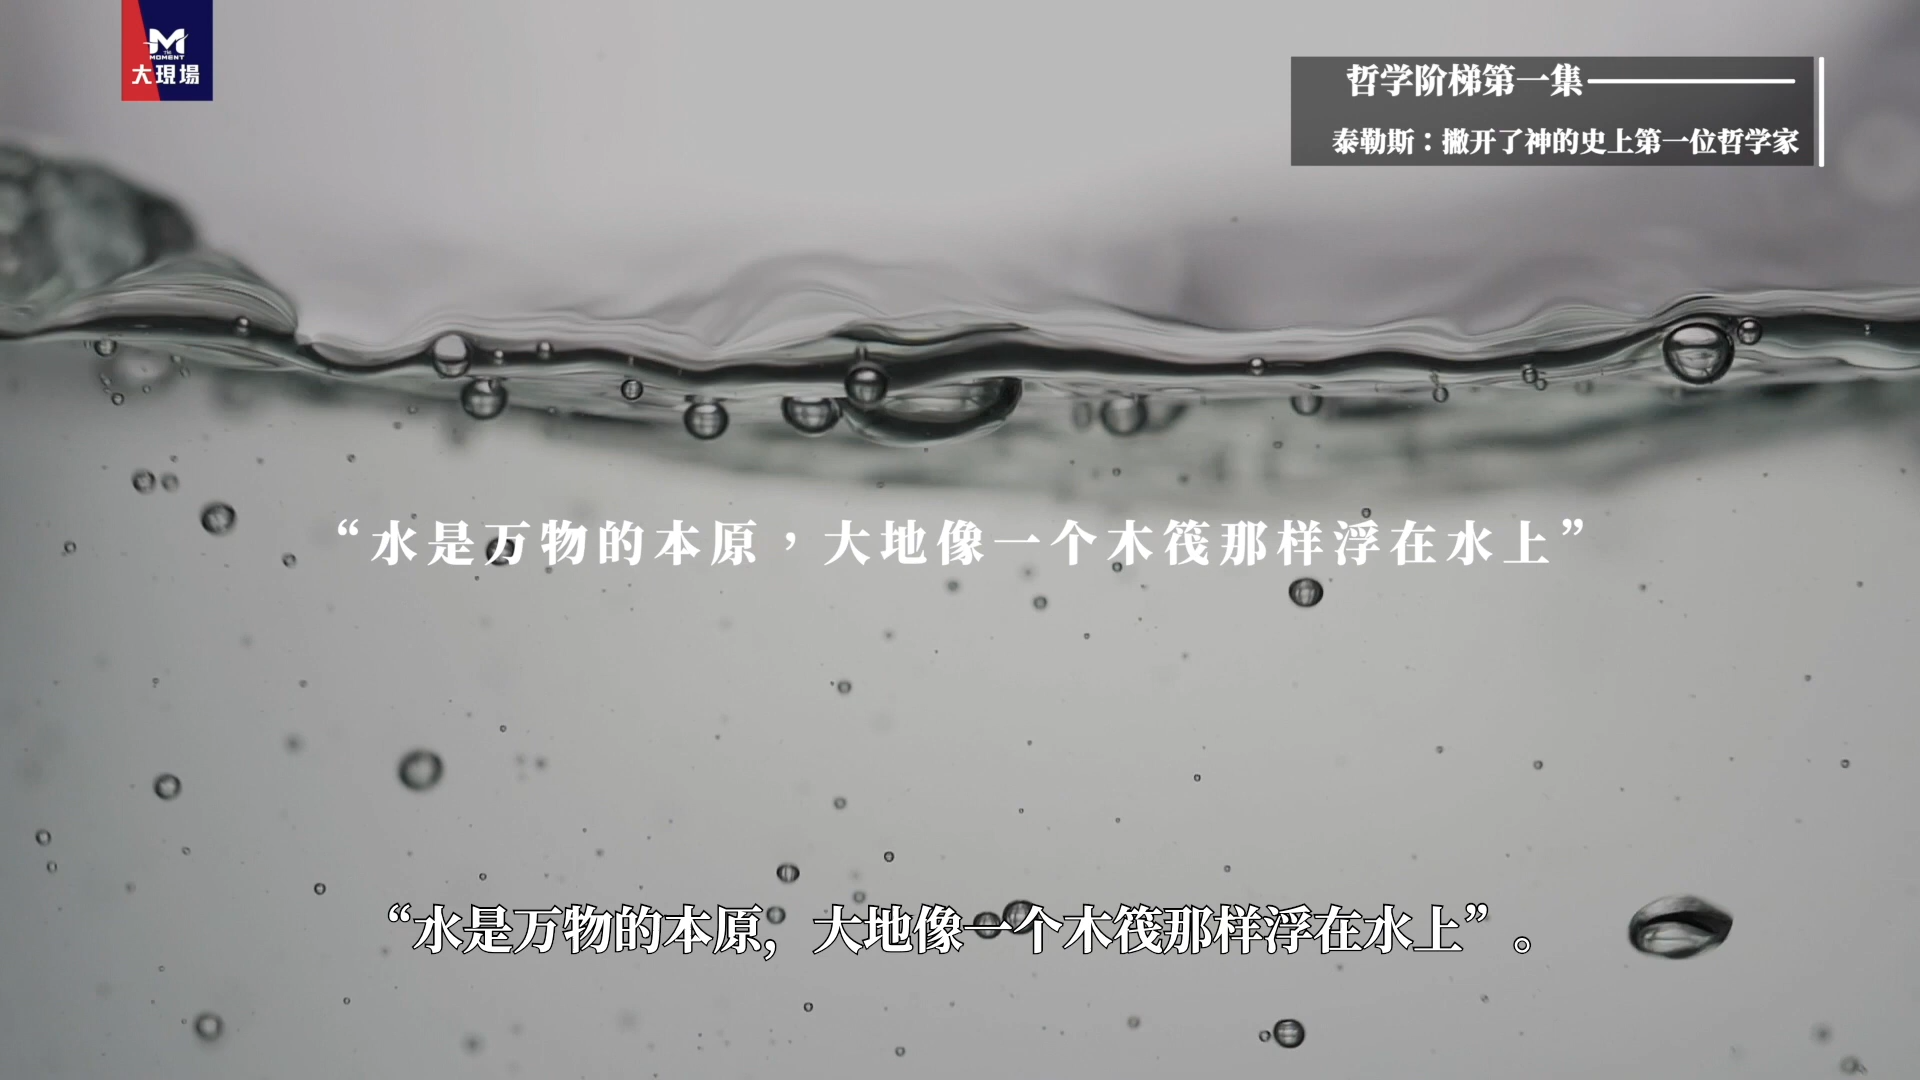 M
THE
MOMENT
大現場
哲学阶梯第一集
泰勒斯：撇开了神的史上第一位哲学家
“水是万物的本原，大地像一个木筏那样浮在水上”
“水是万物的本原，大地像一个木筏那样浮在水上”。